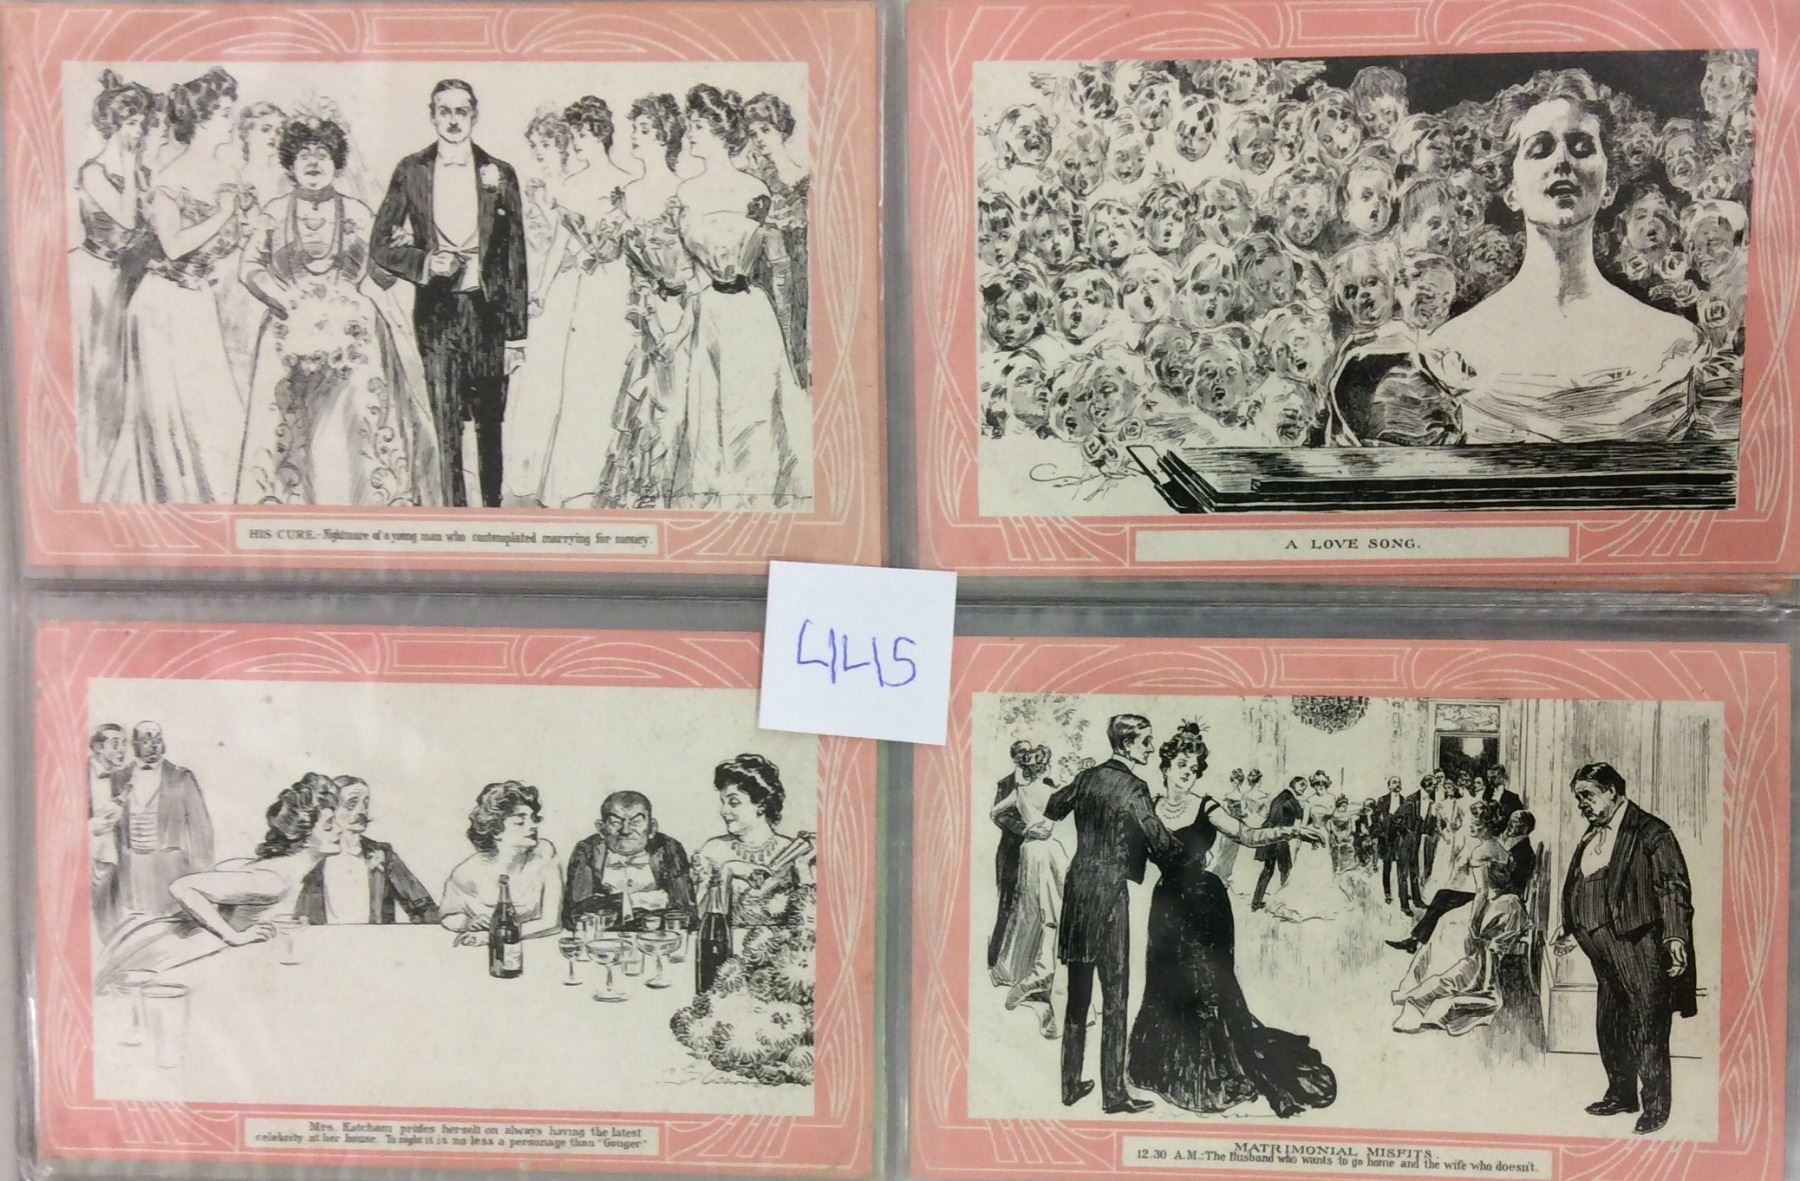 HIS CURE.-Nightmare of a young man who contemplated marrying for money.
A LOVE SONG.
445
Mrs. Katcham prides herself on always having the latest
celebrity at her house. To night it is no less a personage than "Gouger"
MATRIMONIAL MISFITS.
12.30 A.M.:The Husband who wants to go home and the wife who doesn't.